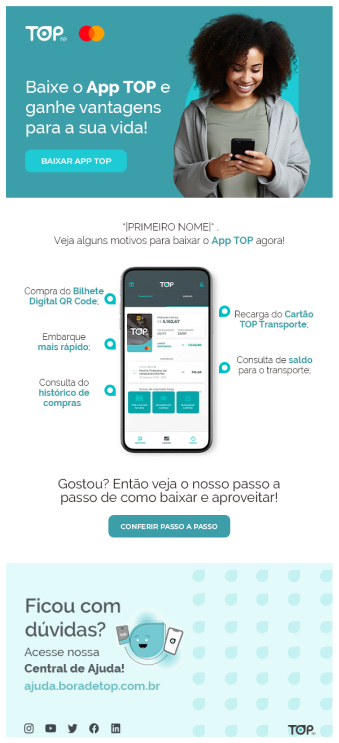 TOP
Baixe o App TOP e
ganhe vantagens
para a sua vida!
BAIXAR APP TOP
*|PRIMEIRO NOME|* ,
Veja alguns motivos para baixar o App TOP agora!
Compra do Bilhete
Digital QR Code;
Embarque
mais rápido;
Consulta do
histórico de
compras.
TOP
TOP
Recarga do Cartão
TOP Transporte;
Consulta de saldo
para o transporte;
Gostou? Então veja o nosso passo a
passo de como baixar e aproveitar!
CONFERIR PASSO A PASSO
Ficou com
dúvidas?
Acesse nossa
Central de Ajuda!
ajuda.boradetop.com.br
TOP